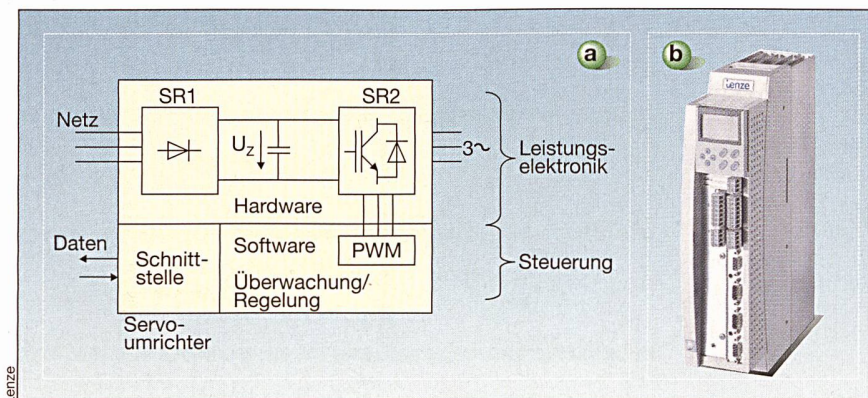 a
b
SR1
SR2
Netz
U_Z
3~
Leistungs-
elektronik
Hardware
Daten
Schnitt-
stelle
Software
PWM
Überwachung/
Regelung
Steuerung
Servo-
umrichter
Lenze
enze